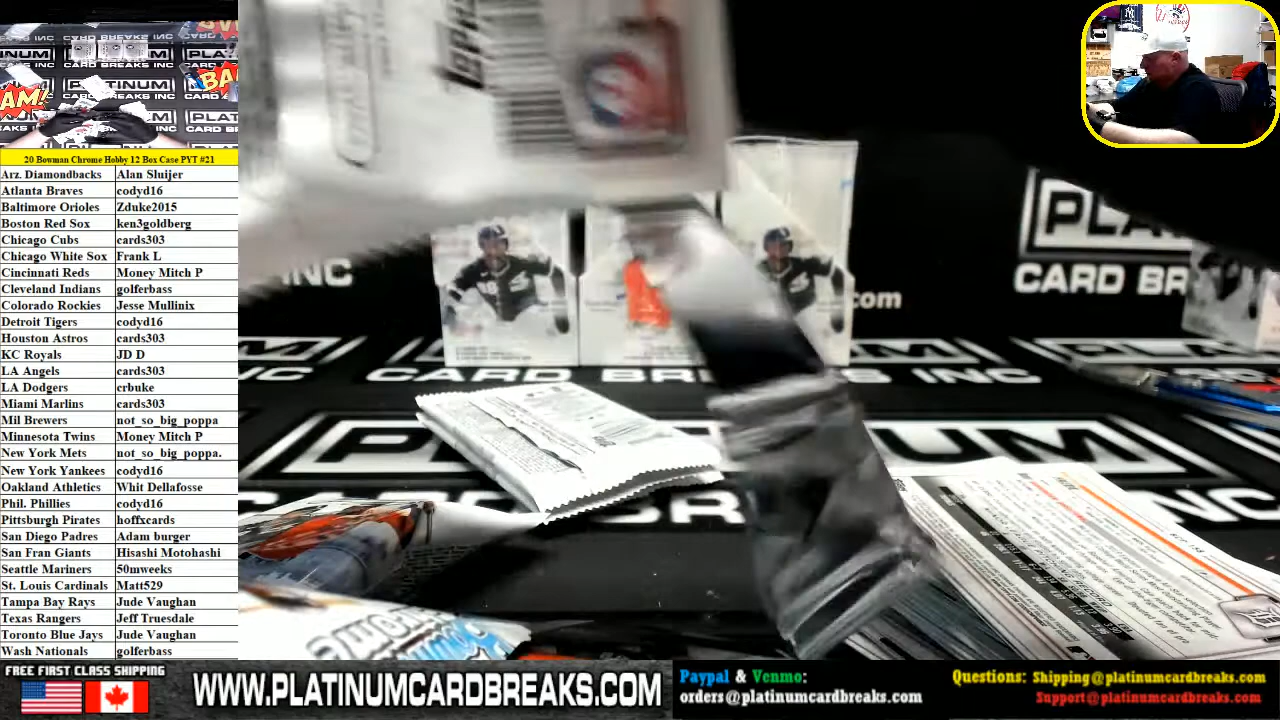 20 Bowman Chrome Hobby 12 Box Case PYT #21
Arz. Diamondbacks Alan Sluijer
Atlanta Braves codyd16
Baltimore Orioles Zduke2015
Boston Red Sox ken3goldberg
Chicago Cubs cards303
Chicago White Sox Frank L
Cincinnati Reds Money Mitch P
Cleveland Indians golferbass
Colorado Rockies Jesse Mullinix
Detroit Tigers codyd16
Houston Astros cards303
KC Royals JD D
LA Angels cards303
LA Dodgers crbuke
Miami Marlins cards303
Mil Brewers not_so_big_poppa
Minnesota Twins Money Mitch P
New York Mets not_so_big_poppa.
New York Yankees codyd16
Oakland Athletics Whit Dellafosse
Phil. Phillies codyd16
Pittsburgh Pirates hoffxcards
San Diego Padres Adam burger
San Fran Giants Hisashi Motohashi
Seattle Mariners 50mweeks
St. Louis Cardinals Matt529
Tampa Bay Rays Jude Vaughan
Texas Rangers Jeff Truesdale
Toronto Blue Jays Jude Vaughan
Wash Nationals golferbass
PLATINUM
CARD BREAKS INC
.com
CARD BREAKS INC
FREE FIRST CLASS SHIPPING
WWW.PLATINUMCARDBREAKS.COM
Paypal & Venmo:
orders@platinumcardbreaks.com
Questions: Shipping@platinumcardbreaks.com
Support@platinumcardbreaks.com